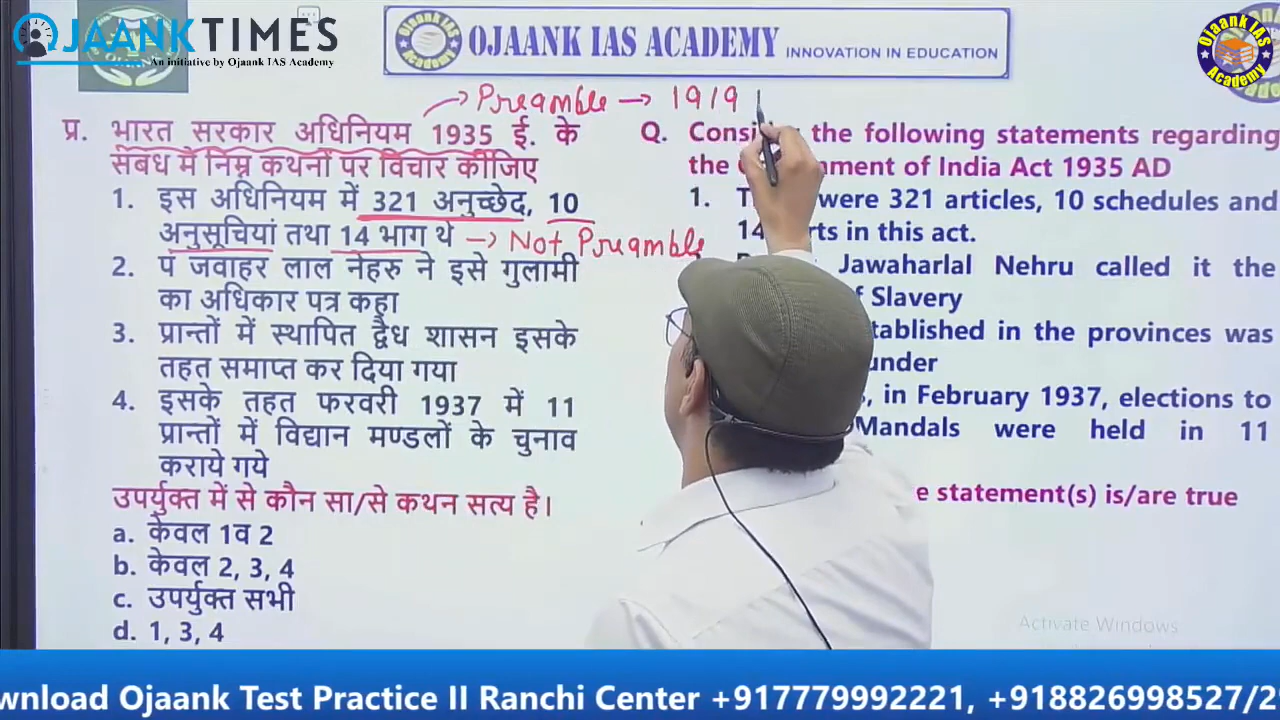 OJAANKTIMES
An initiative by Ojaank IAS Academy
Ojaank IAS
Academy
OJAANK IAS ACADEMY INNOVATION IN EDUCATION
Ojaank IAS
Academy
Preamble → 1919
प्र. भारत सरकार अधिनियम 1935 ई. के
संबंध में निम्न कथनों पर विचार कीजिए
1. इस अधिनियम में 321 अनुच्छेद, 10
अनुसूचियां तथा 14 भाग थे → Not Preamble
2. पं जवाहर लाल नेहरु ने इसे गुलामी
का अधिकार पत्र कहा
3. प्रान्तों में स्थापित द्वैध शासन इसके
तहत समाप्त कर दिया गया
4. इसके तहत फरवरी 1937 में 11
प्रान्तों में विद्यान मण्डलों के चुनाव
कराये गये
उपर्युक्त में से कौन सा/से कथन सत्य है।
a. केवल 1व 2
b. केवल 2, 3, 4
c. उपर्युक्त सभी
d. 1, 3, 4
Q. the following statements regarding
the of India Act 1935 AD
1. were 321 articles, 10 schedules and
in this act.
Jawaharlal Nehru called it the
Slavery
in the provinces was
under
in February 1937, elections to
Mandals were held in 11
statement(s) is/are true
Activate Windows
wnload Ojaank Test Practice II Ranchi Center +917779992221, +918826998527/2